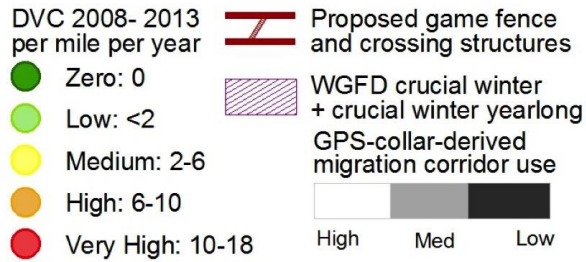 DVC 2008- 2013
per mile per year
Zero: 0
Low: <2
Medium: 2-6
High: 6-10
Very High: 10-18
Proposed game fence
and crossing structures
WGFD crucial winter
+ crucial winter yearlong
GPS-collar-derived
migration corridor use
High Med Low